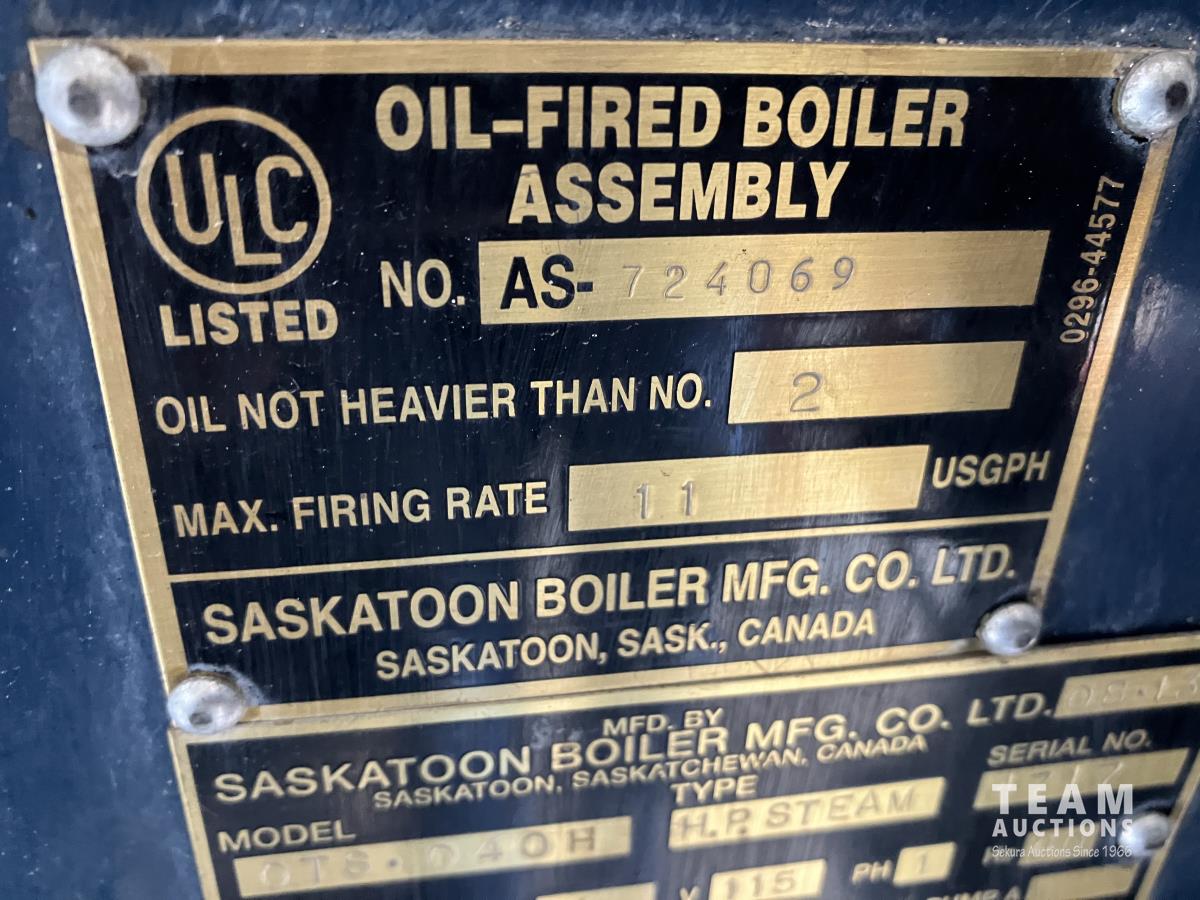 ULC
LISTED
OIL-FIRED BOILER
ASSEMBLY
NO. AS-724069
0296-44577
OIL NOT HEAVIER THAN NO. 2
MAX. FIRING RATE 11 USGPH
SASKATOON BOILER MFG. CO. LTD.
SASKATOON, SASK., CANADA
MFD. BY
SASKATOON BOILER MFG. CO. LTD.
SASKATOON, SASKATCHEWAN, CANADA
MODEL TYPE SERIAL NO.
H.P. STEAM
V 115 PH 1
PUMP A
TEAM
AUCTIONS
Sekura Auctions Since 1966